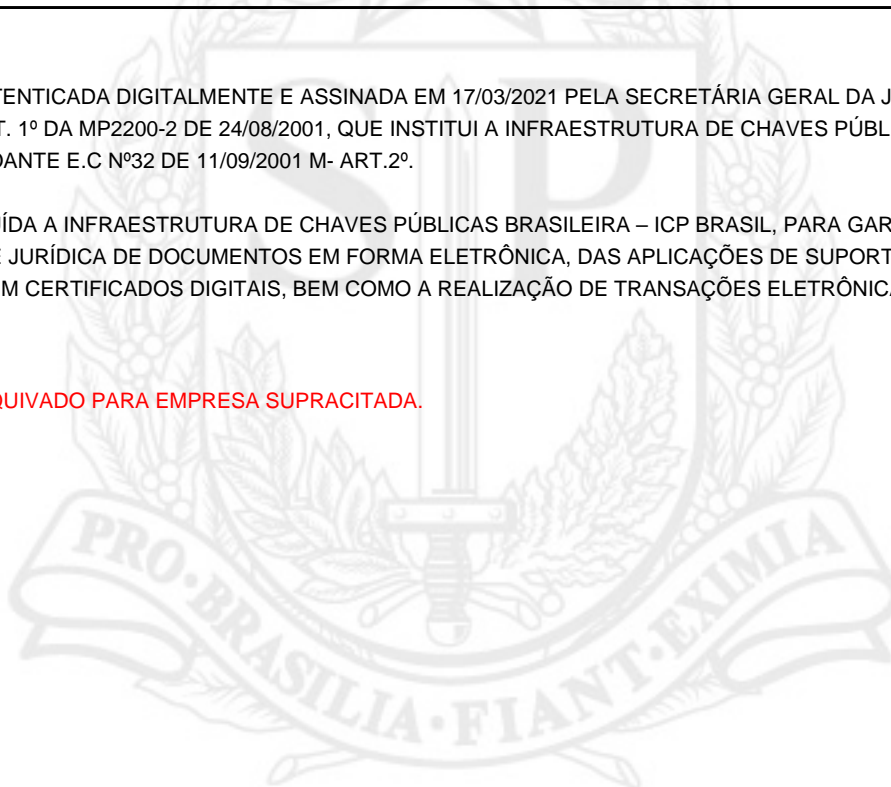 TENTICADA DIGITALMENTE E ASSINADA EM 17/03/2021 PELA SECRETÁRIA GERAL DA J
T. 1º DA MP2200-2 DE 24/08/2001, QUE INSTITUI A INFRAESTRUTURA DE CHAVES PÚBL
DANTE E.C Nº32 DE 11/09/2001 M- ART.2º.
ÍDA A INFRAESTRUTURA DE CHAVES PÚBLICAS BRASILEIRA – ICP BRASIL, PARA GAR
E JURÍDICA DE DOCUMENTOS EM FORMA ELETRÔNICA, DAS APLICAÇÕES DE SUPORT
M CERTIFICADOS DIGITAIS, BEM COMO A REALIZAÇÃO DE TRANSAÇÕES ELETRÔNICA
QUIVADO PARA EMPRESA SUPRACITADA.
SP
PRO·BRASILIA·FIANT·EXIMIA